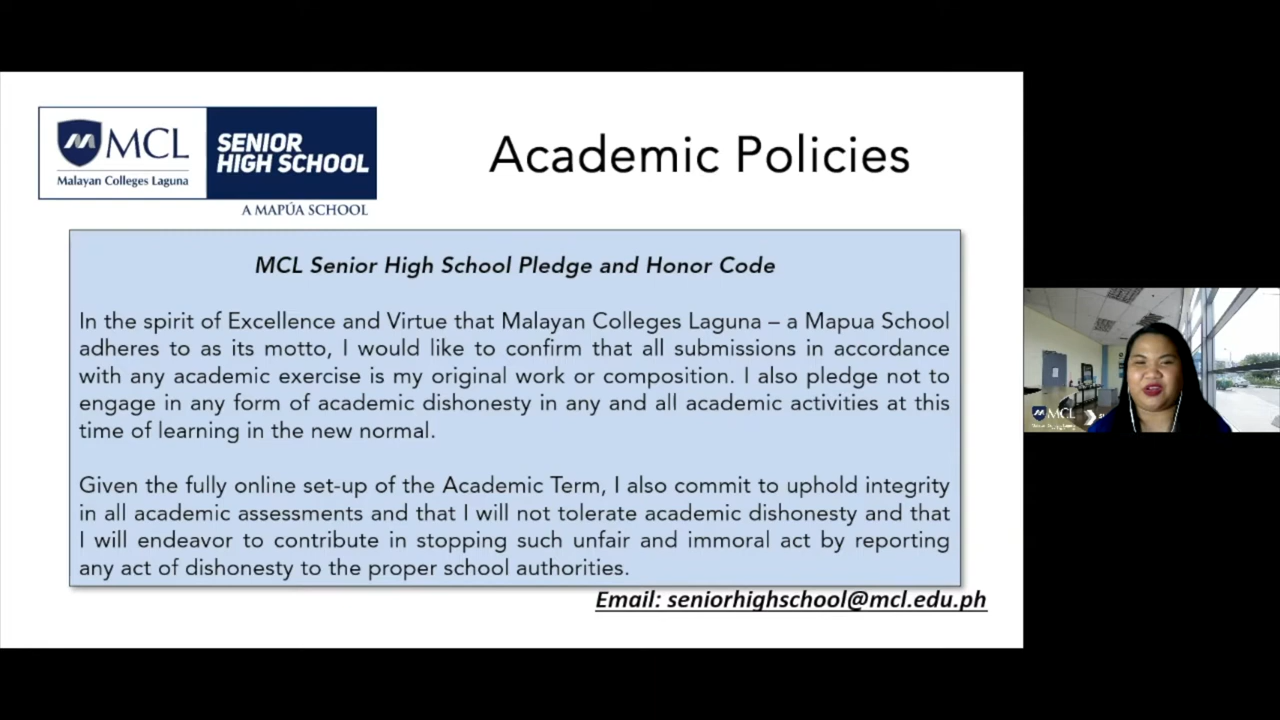 MCL
Malayan Colleges Laguna
SENIOR
HIGH SCHOOL
A MAPÚA SCHOOL
Academic Policies
MCL Senior High School Pledge and Honor Code
In the spirit of Excellence and Virtue that Malayan Colleges Laguna – a Mapua School
adheres to as its motto, I would like to confirm that all submissions in accordance
with any academic exercise is my original work or composition. I also pledge not to
engage in any form of academic dishonesty in any and all academic activities at this
time of learning in the new normal.
Given the fully online set-up of the Academic Term, I also commit to uphold integrity
in all academic assessments and that I will not tolerate academic dishonesty and that
I will endeavor to contribute in stopping such unfair and immoral act by reporting
any act of dishonesty to the proper school authorities.
Email: seniorhighschool@mcl.edu.ph
MCL